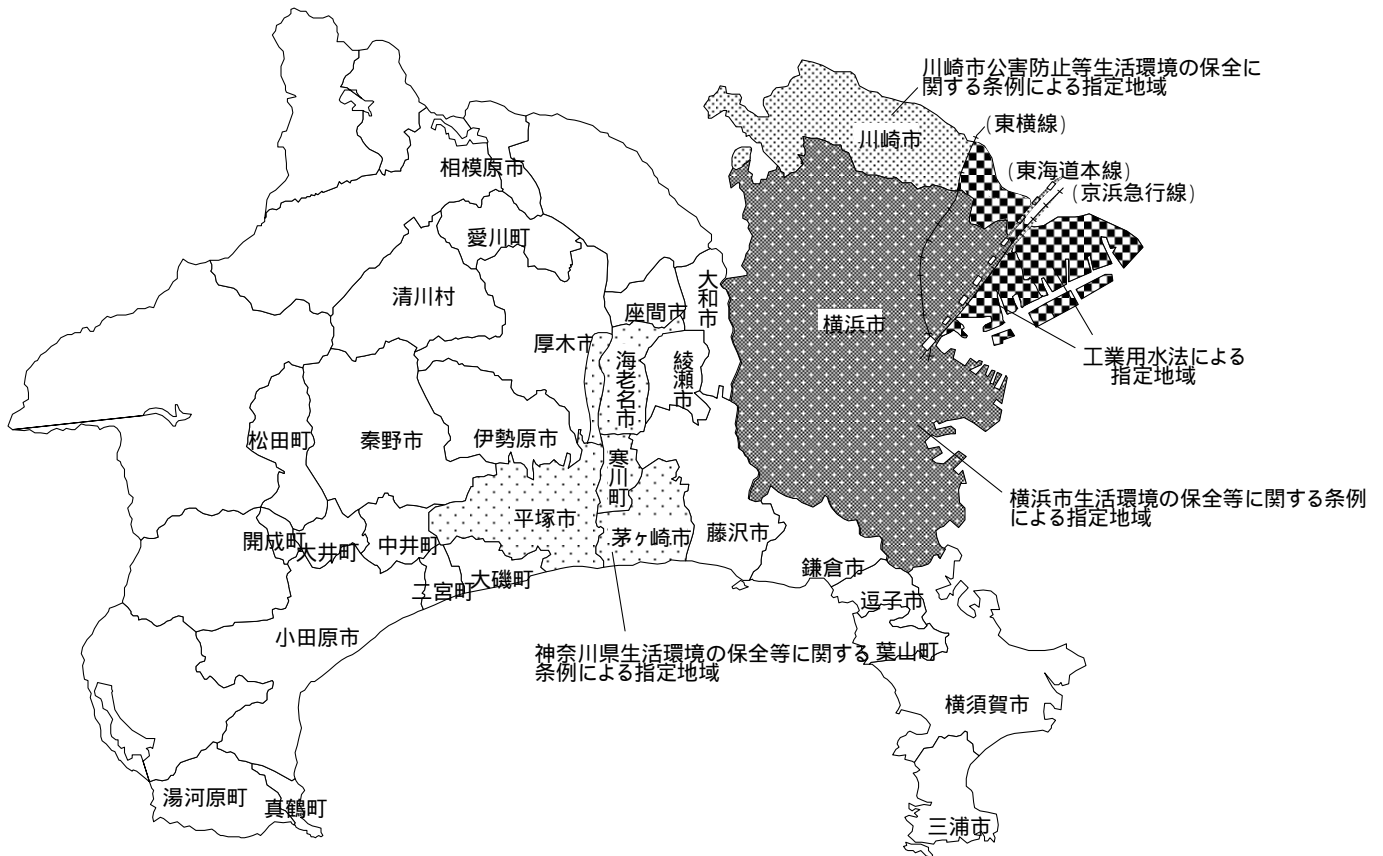 川崎市公害防止等生活環境の保全に
関する条例による指定地域
(東横線)
川崎市
(東海道本線)
(京浜急行線)
相模原市
愛川町
大和市
清川村
座間市
横浜市
厚木市
海老名市
綾瀬市
工業用水法による
指定地域
松田町
秦野市
伊勢原市
寒川町
横浜市生活環境の保全等に関する条例
による指定地域
平塚市
茅ヶ崎市
藤沢市
開成町
大井町
中井町
鎌倉市
二宮町
大磯町
逗子市
小田原市
神奈川県生活環境の保全等に関する
条例による指定地域
葉山町
横須賀市
湯河原町
真鶴町
三浦市